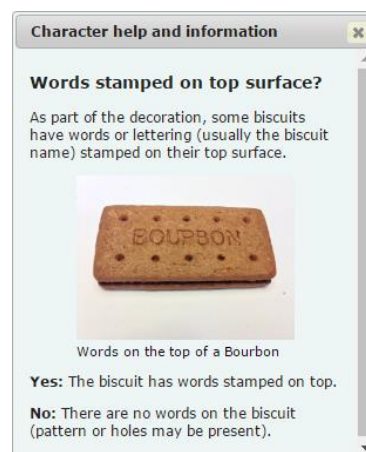 Character help and information
Words stamped on top surface?
As part of the decoration, some biscuits
have words or lettering (usually the biscuit
name) stamped on their top surface.
BOURBON
Words on the top of a Bourbon
Yes: The biscuit has words stamped on top.
No: There are no words on the biscuit
(pattern or holes may be present).